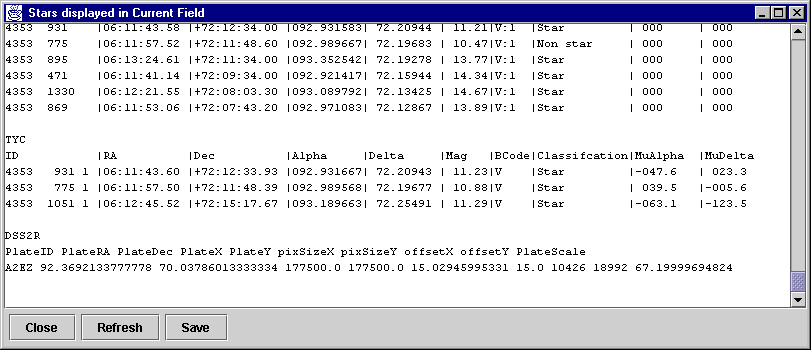 Stars displayed in Current Field
4353  931    |06:11:43.58 |+72:12:34.00 |092.931583| 72.20944 | 11.21|V:1  |Star          | 000     | 000
4353  775    |06:11:57.52 |+72:11:48.60 |092.989667| 72.19683 | 10.47|V:1  |Non star      | 000     | 000
4353  895    |06:13:24.61 |+72:11:34.00 |093.352542| 72.19278 | 13.77|V:1  |Star          | 000     | 000
4353  471    |06:11:41.14 |+72:09:34.00 |092.921417| 72.15944 | 14.34|V:1  |Star          | 000     | 000
4353  1330   |06:12:21.55 |+72:08:03.30 |093.089792| 72.13425 | 14.67|V:1  |Star          | 000     | 000
4353  869    |06:11:53.06 |+72:07:43.20 |092.971083| 72.12867 | 13.89|V:1  |Star          | 000     | 000
TYC
ID           |RA          |Dec          |Alpha     |Delta     |Mag   |BCode|Classifcation|MuAlpha  |MuDelta
4353   931 1 |06:11:43.60 |+72:12:33.93 |092.931667| 72.20943 | 11.23|V    |Star         |-047.6   | 023.3
4353   775 1 |06:11:57.50 |+72:11:48.39 |092.989568| 72.19677 | 10.88|V    |Star         | 039.5   |-005.6
4353  1051 1 |06:12:45.52 |+72:15:17.67 |093.189663| 72.25491 | 11.29|V    |Star         |-063.1   |-123.5
DSS2R
PlateID PlateRA PlateDec PlateX PlateY pixSizeX pixSizeY offsetX offsetY PlateScale
A2KZ 92.3692133777778 70.03786013333334 177500.0 177500.0 15.02945995331 15.0 10426 18992 67.19999694824
Close Refresh Save